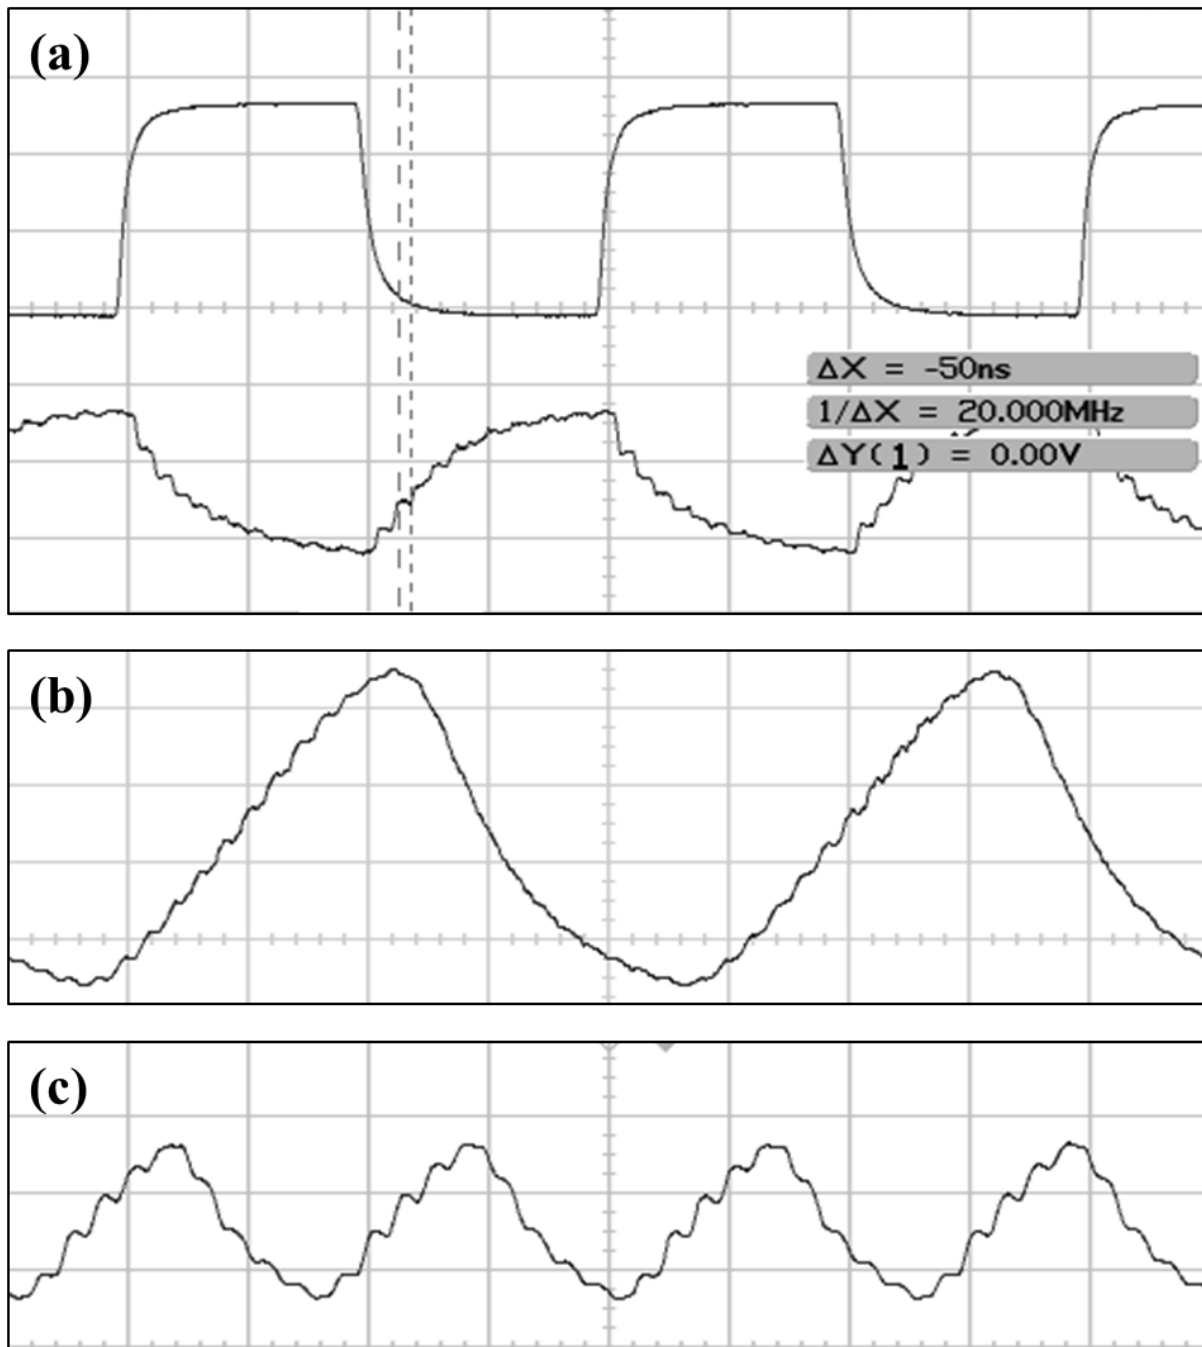 (a)
ΔX = -50ns
1/ΔX = 20.000MHz
ΔY(1) = 0.00V
(b)
(c)